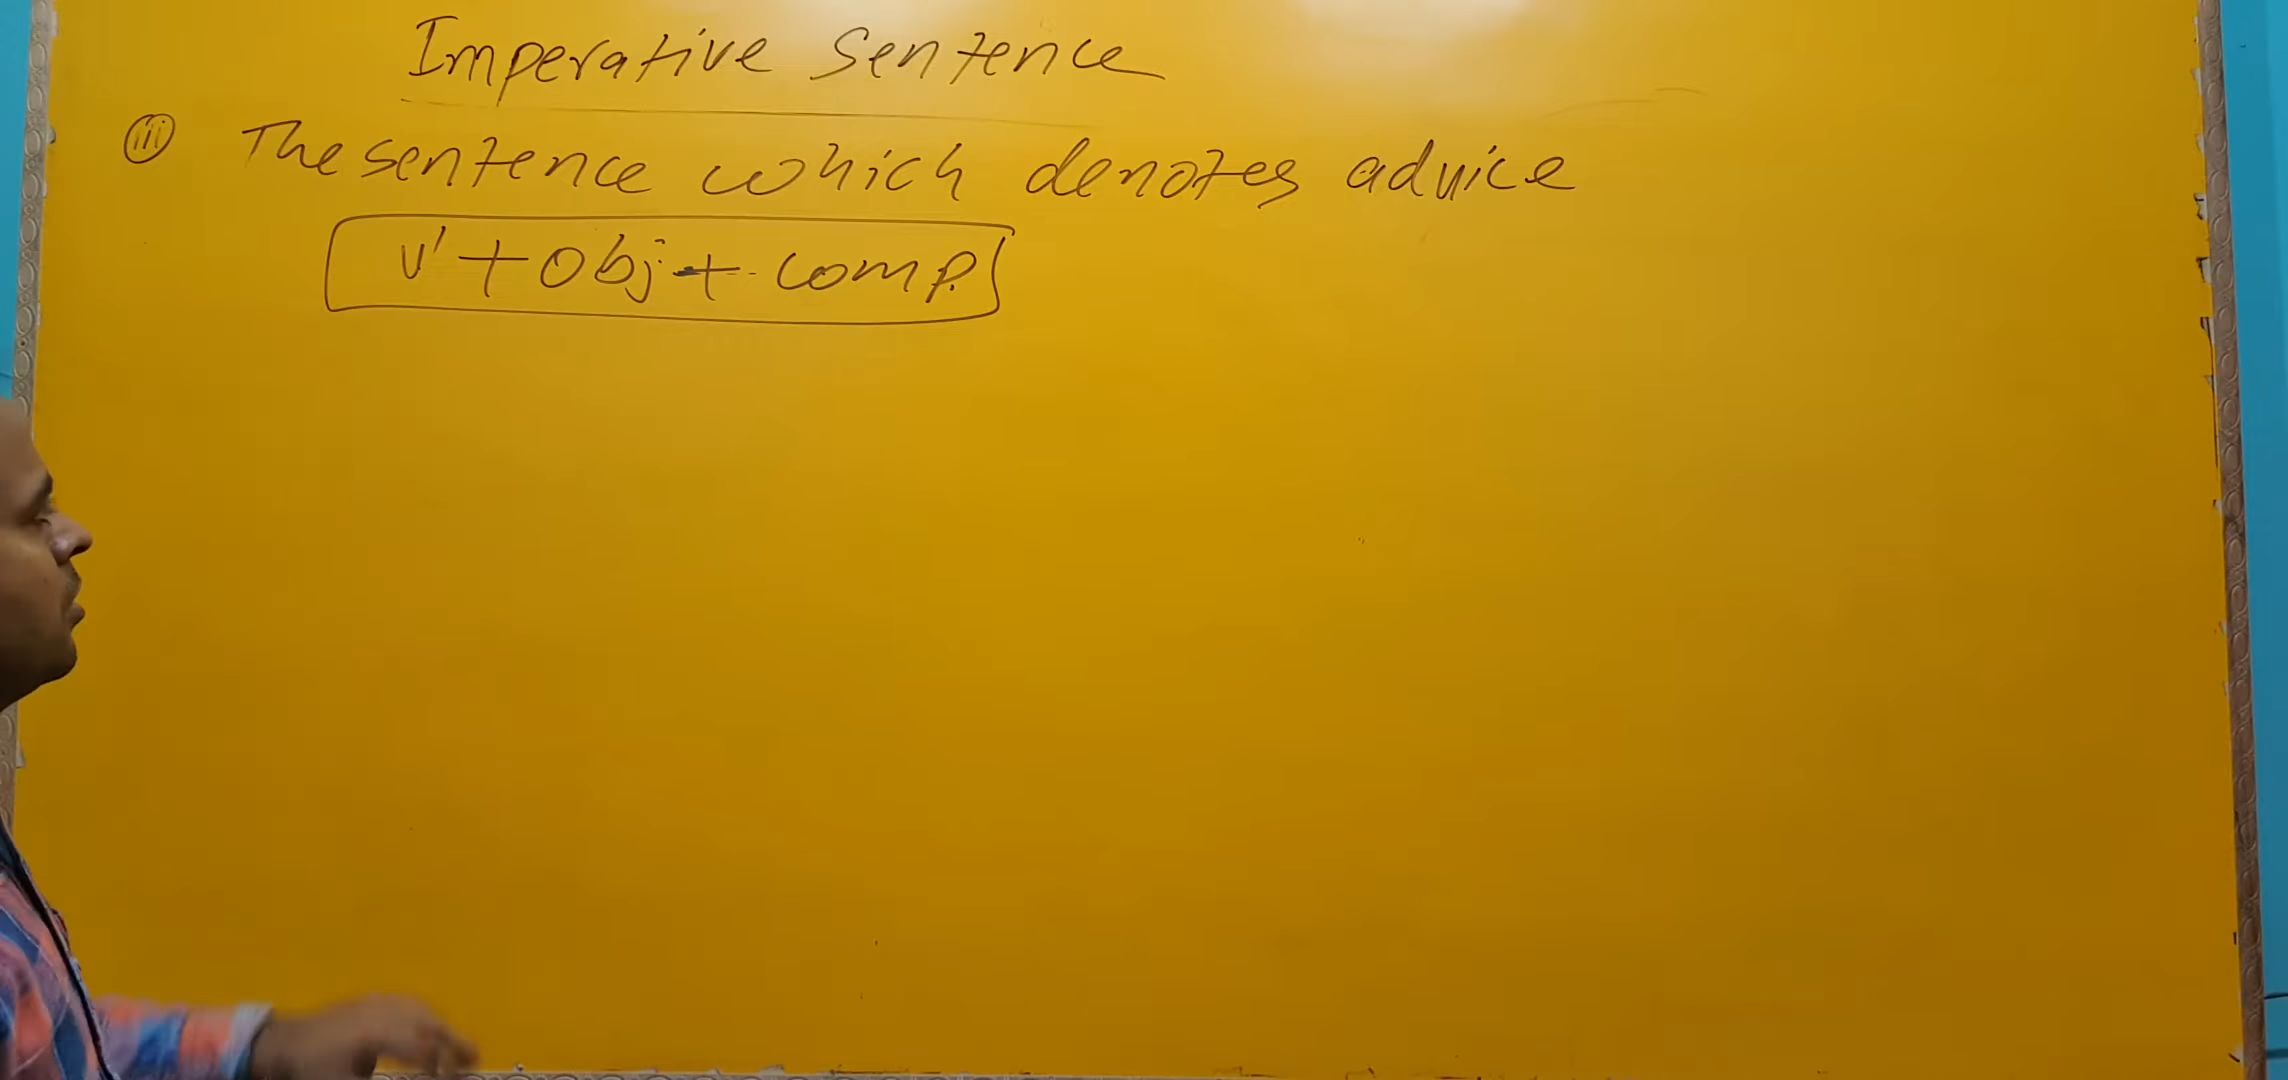 Imperative Sentence
(iii) The sentence which denotes advice
V¹ + Obj + comp.